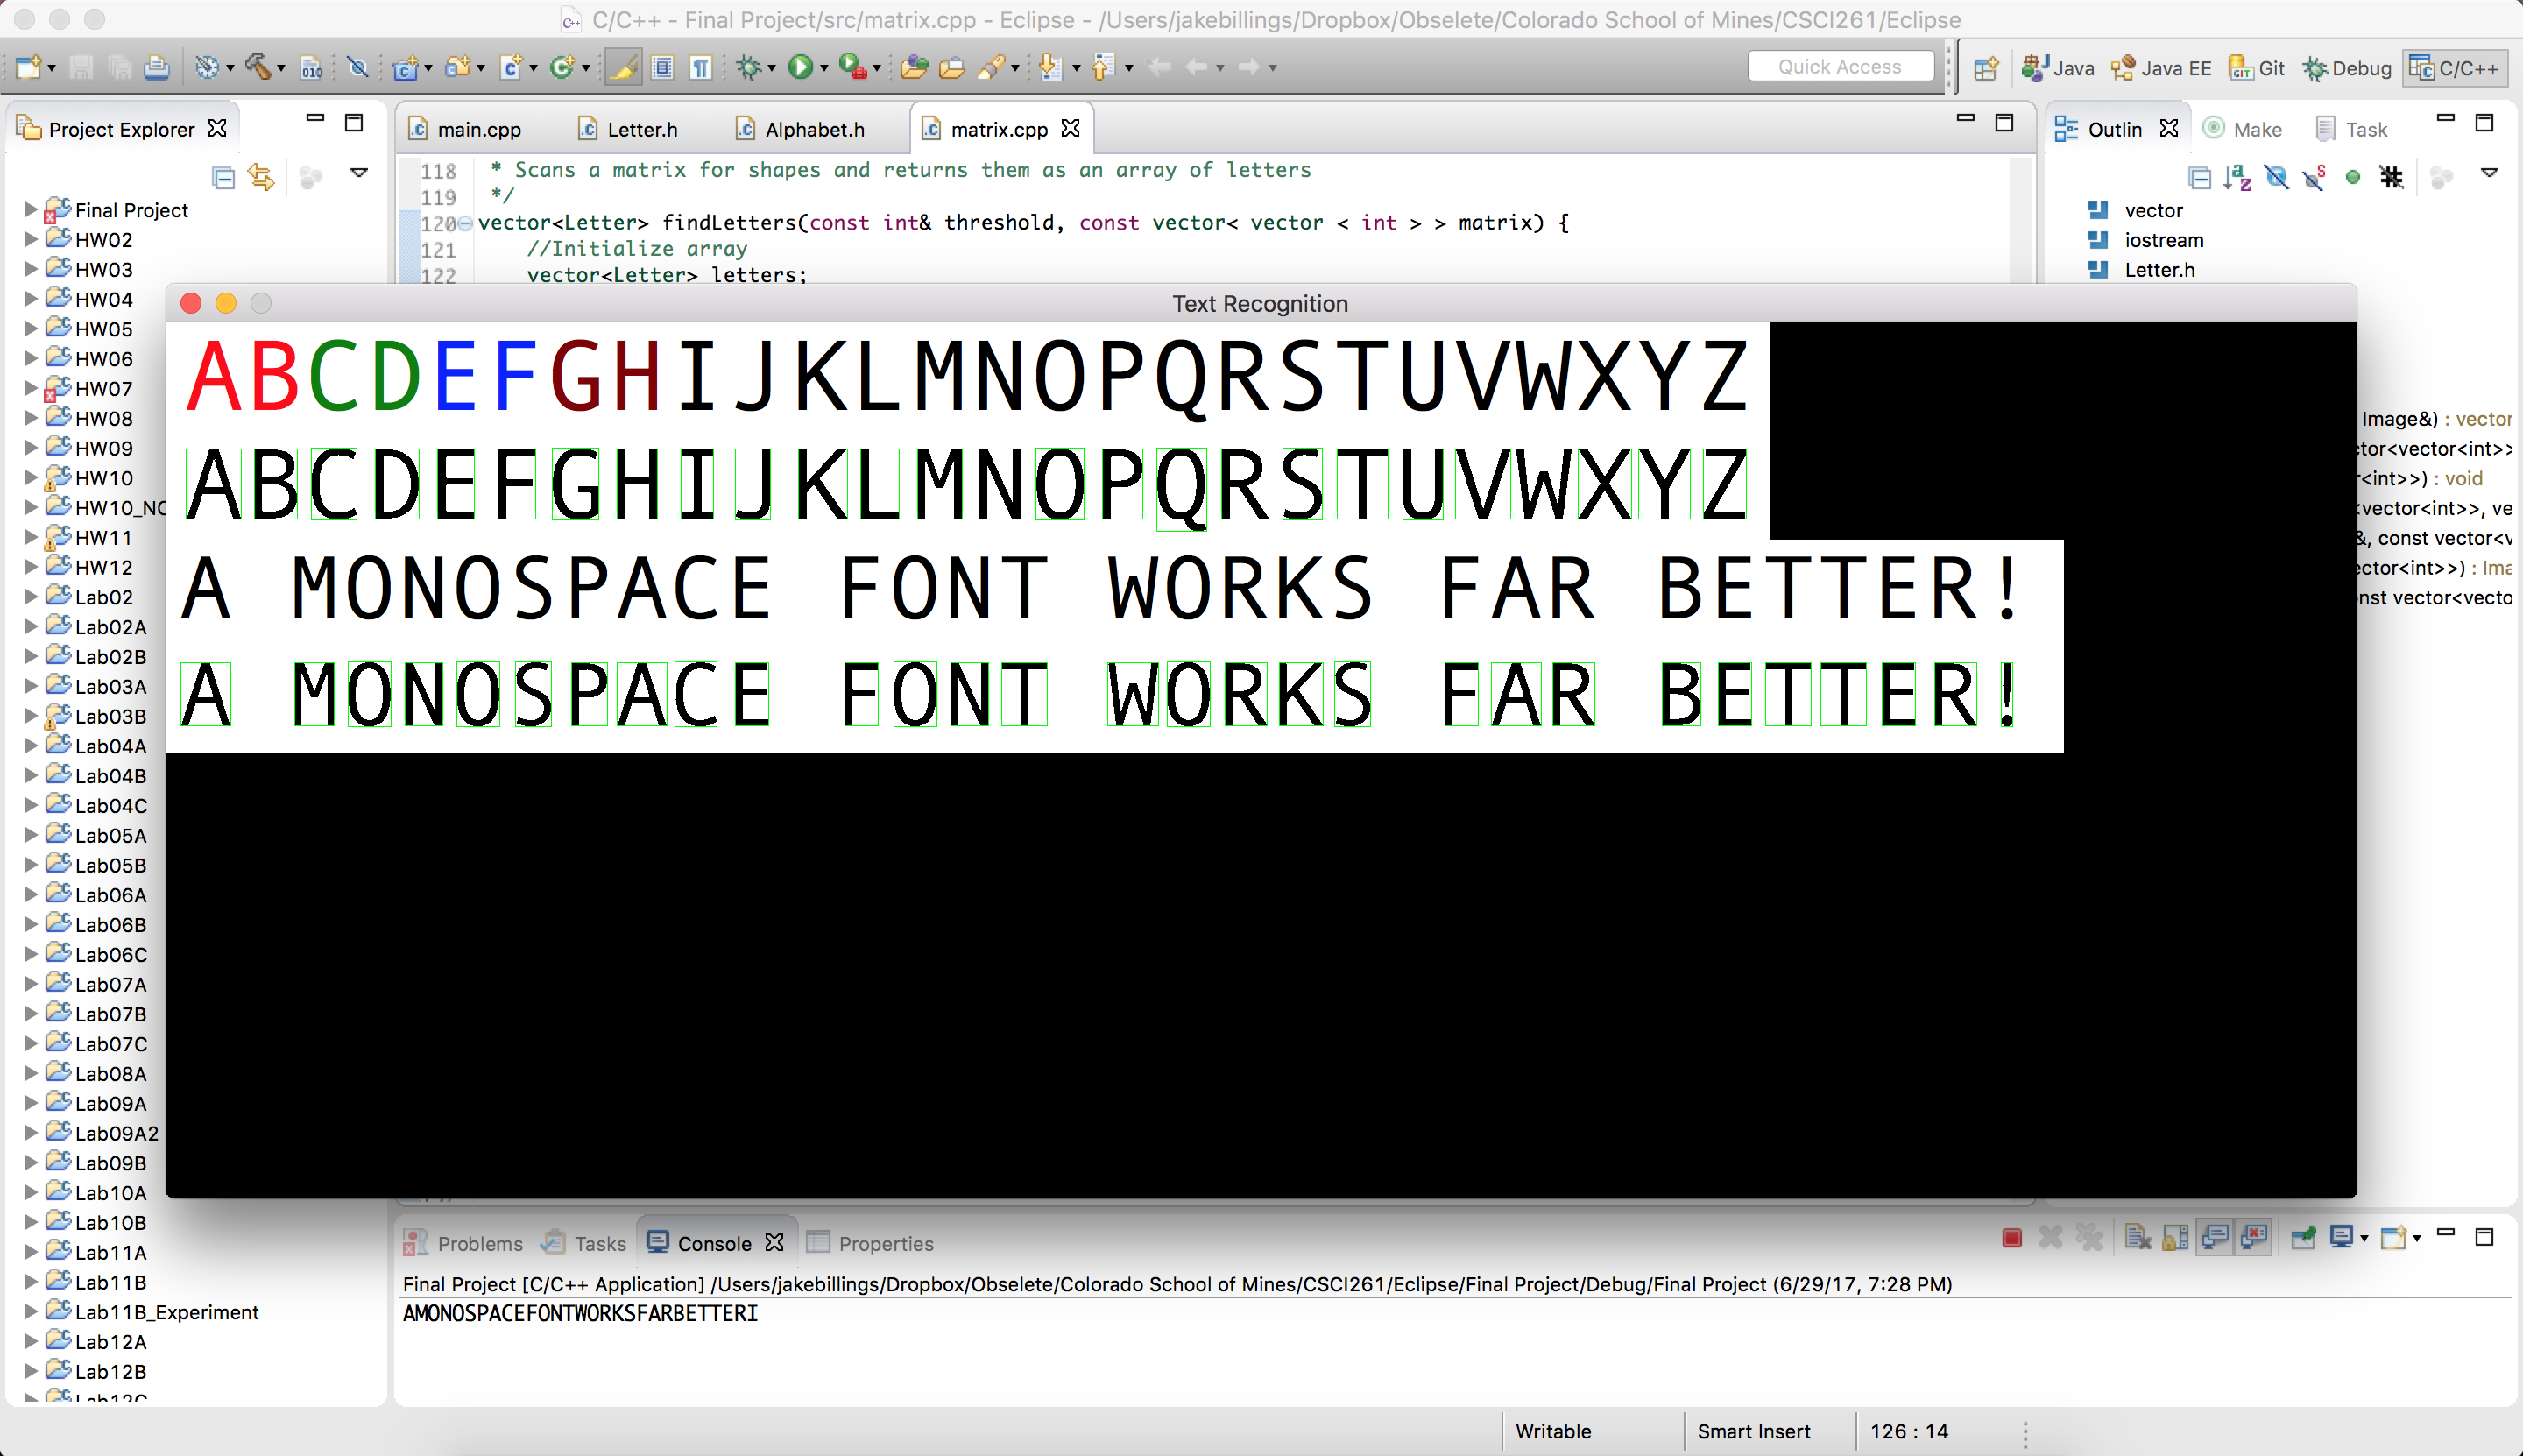 C/C++ - Final Project/src/matrix.cpp - Eclipse - /Users/jakebillings/Dropbox/Obselete/Colorado School of Mines/CSCI261/Eclipse
Quick Access
Java
Java EE
Git
Debug
C/C++
Project Explorer
main.cpp
Letter.h
Alphabet.h
matrix.cpp
Outlin
Make
Task
118 * Scans a matrix for shapes and returns them as an array of letters
119 */
120 vector<Letter> findLetters(const int& threshold, const vector< vector < int > > matrix) {
121 //Initialize array
122 vector<Letter> letters;
vector
iostream
Letter.h
Image&) : vector
ctor<vector<int>>
r<int>>) : void
<vector<int>>, ve
&, const vector<v
ector<int>>) : Ima
onst vector<vecto
Final Project
HW02
HW03
HW04
HW05
HW06
HW07
HW08
HW09
HW10
HW10_NC
HW11
HW12
Lab02
Lab02A
Lab02B
Lab03A
Lab03B
Lab04A
Lab04B
Lab04C
Lab05A
Lab05B
Lab06A
Lab06B
Lab06C
Lab07A
Lab07B
Lab07C
Lab08A
Lab09A
Lab09A2
Lab09B
Lab10A
Lab10B
Lab11A
Lab11B
Lab11B_Experiment
Lab12A
Lab12B
Lab12C
Text Recognition
ABCDEFGHIJKLMNOPQRSTUVWXYZ
ABCDEFGHIJKLMNOPQRSTUVWXYZ
A MONOSPACE FONT WORKS FAR BETTER!
A MONOSPACE FONT WORKS FAR BETTER!
Problems
Tasks
Console
Properties
Final Project [C/C++ Application] /Users/jakebillings/Dropbox/Obselete/Colorado School of Mines/CSCI261/Eclipse/Final Project/Debug/Final Project (6/29/17, 7:28 PM)
AMONOSPACEFONTWORKSFARBETTERI
Writable
Smart Insert
126 : 14